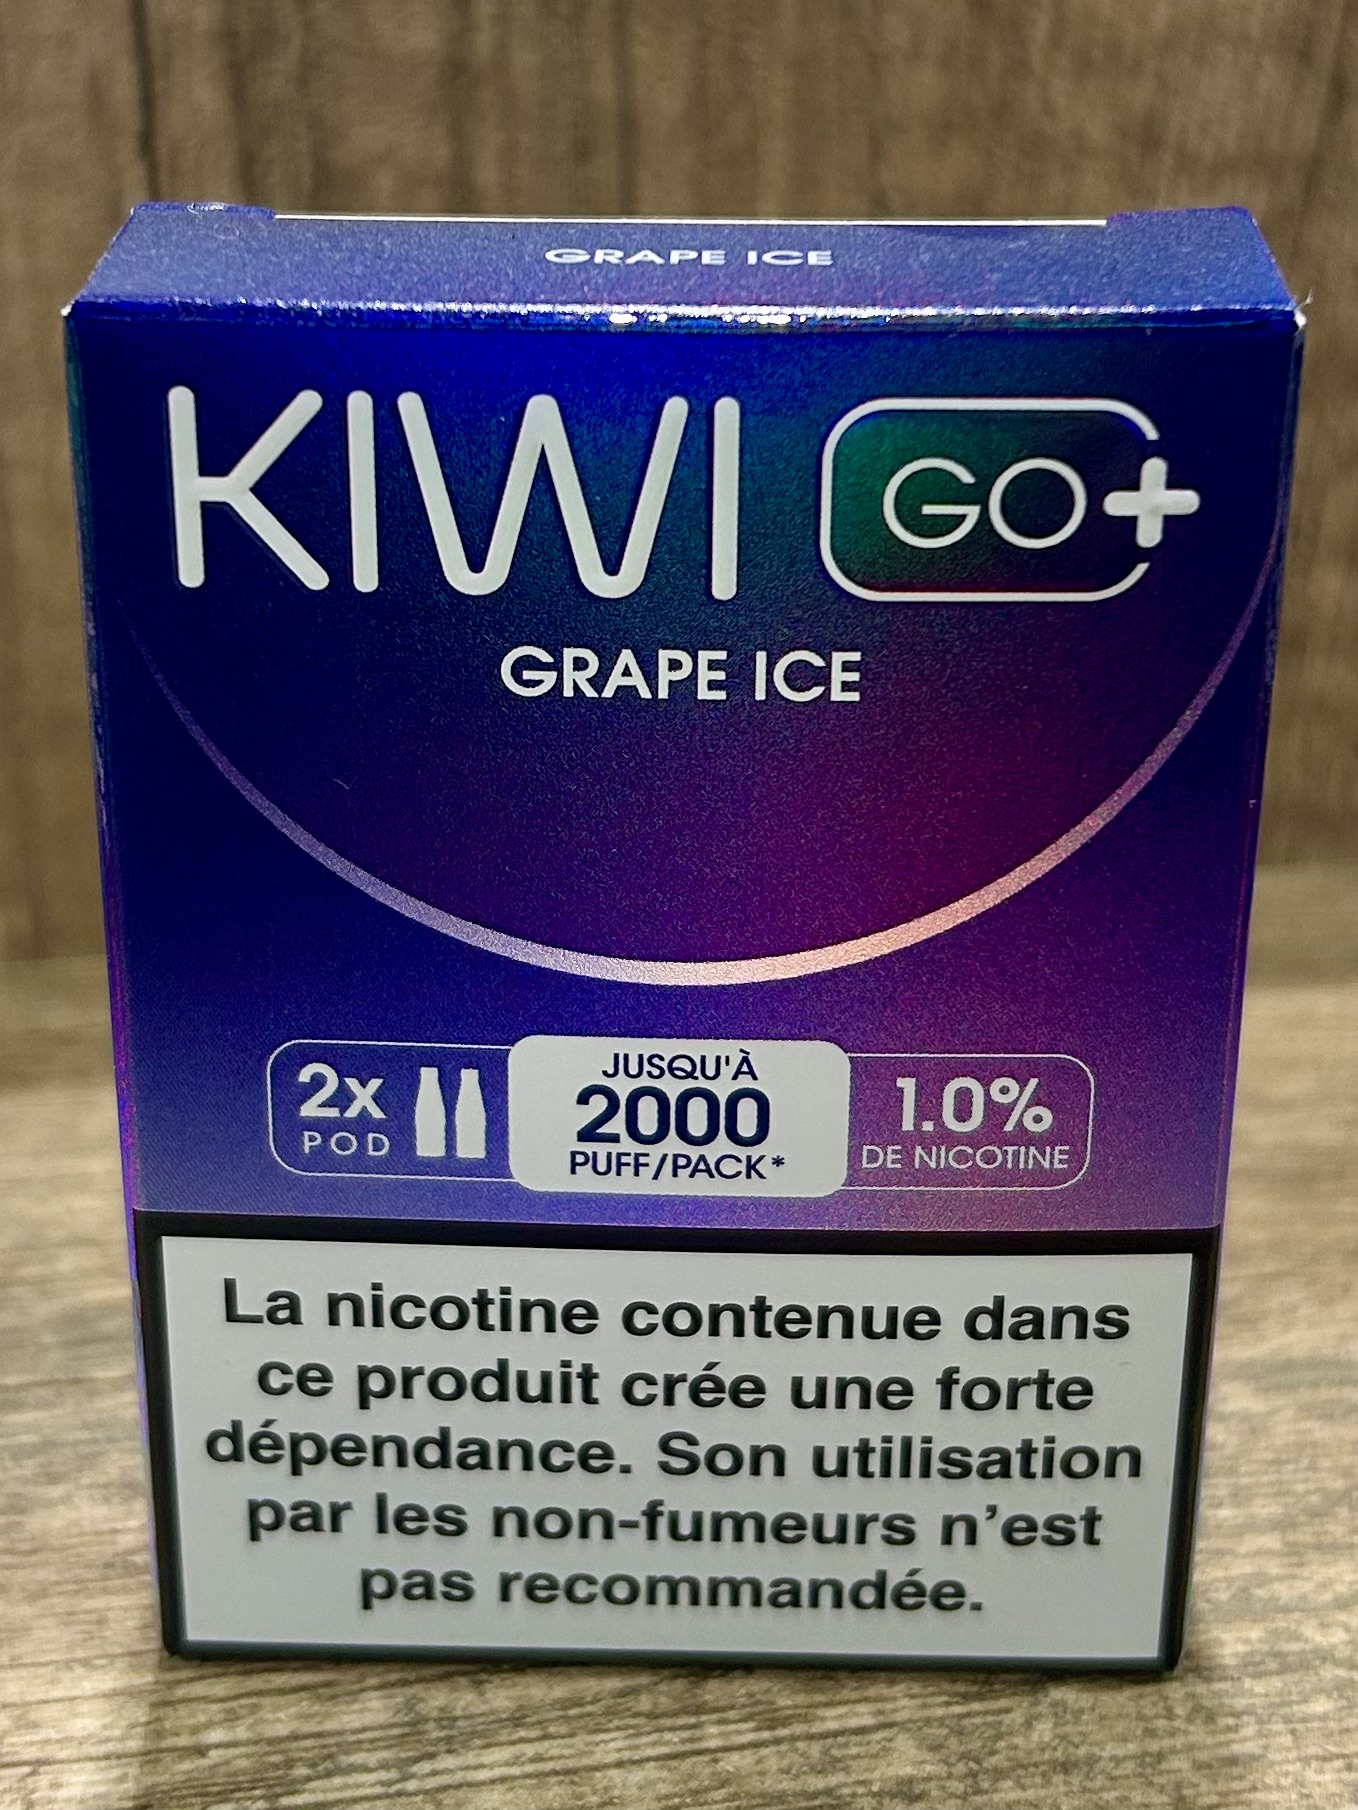 GRAPE ICE
KIWI GO+
GRAPE ICE
2x
POD
JUSQU'À
2000
PUFF/PACK*
1.0%
DE NICOTINE
La nicotine contenue dans
ce produit crée une forte
dépendance. Son utilisation
par les non-fumeurs n’est
pas recommandée.